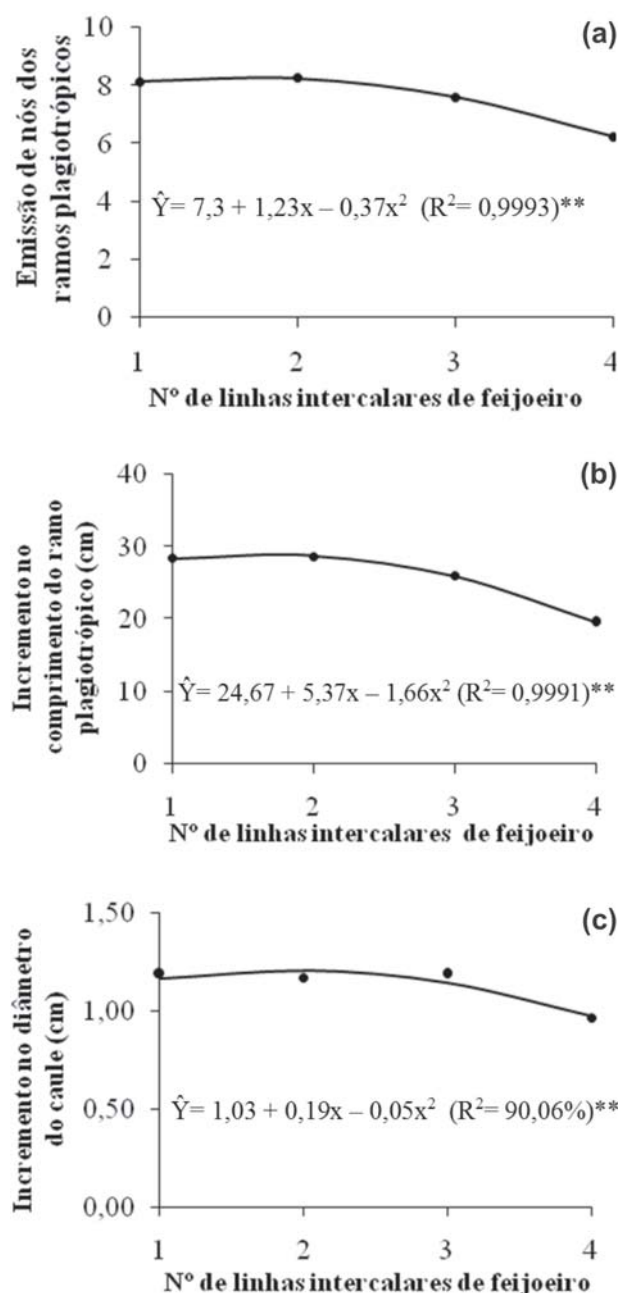 (a)
Emissão de nós dos
ramos plagiotrópicos
10
8
6
4
2
0
Ŷ= 7,3 + 1,23x – 0,37x² (R²= 0,9993)**
1 2 3 4
Nº de linhas intercalares de feijoeiro
(b)
Incremento no
comprimento do ramo
plagiotrópico (cm)
40
30
20
10
0
Ŷ= 24,67 + 5,37x – 1,66x² (R²= 0,9991)**
1 2 3 4
Nº de linhas intercalares de feijoeiro
(c)
Incremento no diâmetro
do caule (cm)
1,50
1,00
0,50
0,00
Ŷ= 1,03 + 0,19x – 0,05x² (R²= 90,06%)**
1 2 3 4
Nº de linhas intercalares de feijoeiro